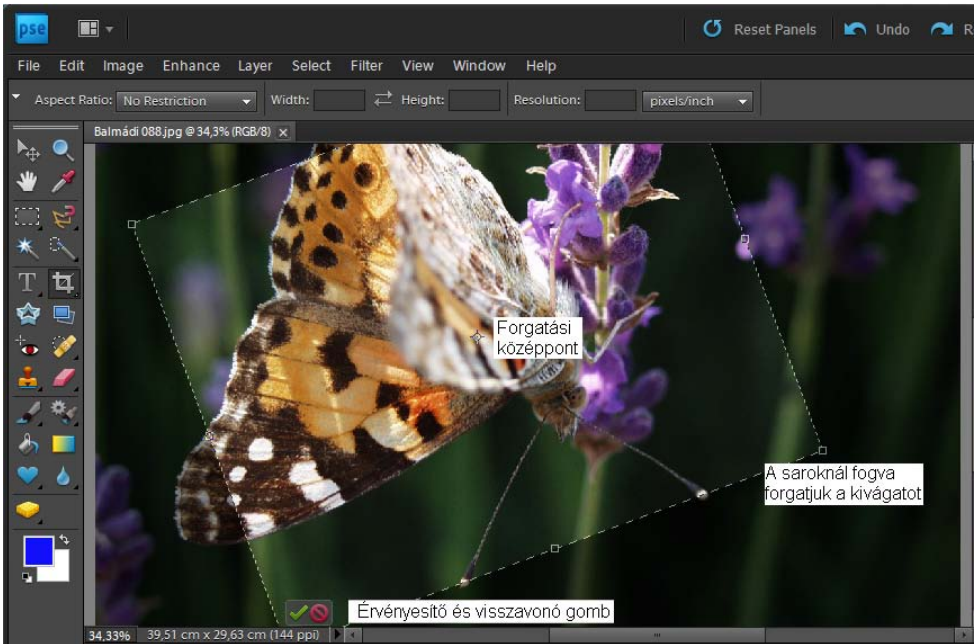 pse
Reset Panels Undo R
File Edit Image Enhance Layer Select Filter View Window Help
Aspect Ratio: No Restriction Width: Height: Resolution: pixels/inch
Balmádi 088.jpg @ 34,3% (RGB/8) x
T
Forgatási
középpont
A saroknál fogva
forgatjuk a kivágatot
Érvényesítő és visszavonó gomb
34,33% 39,51 cm x 29,63 cm (144 ppi)